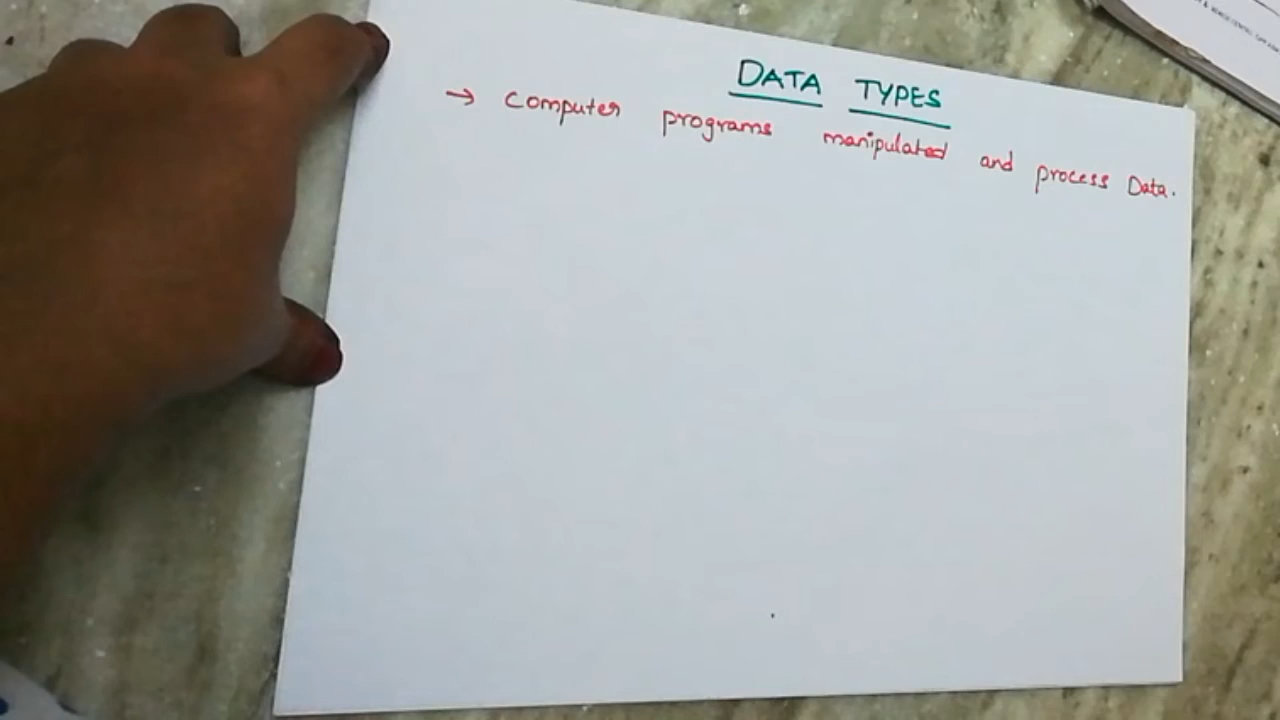 DATA TYPES
→ Computer programs manipulated and process Data.